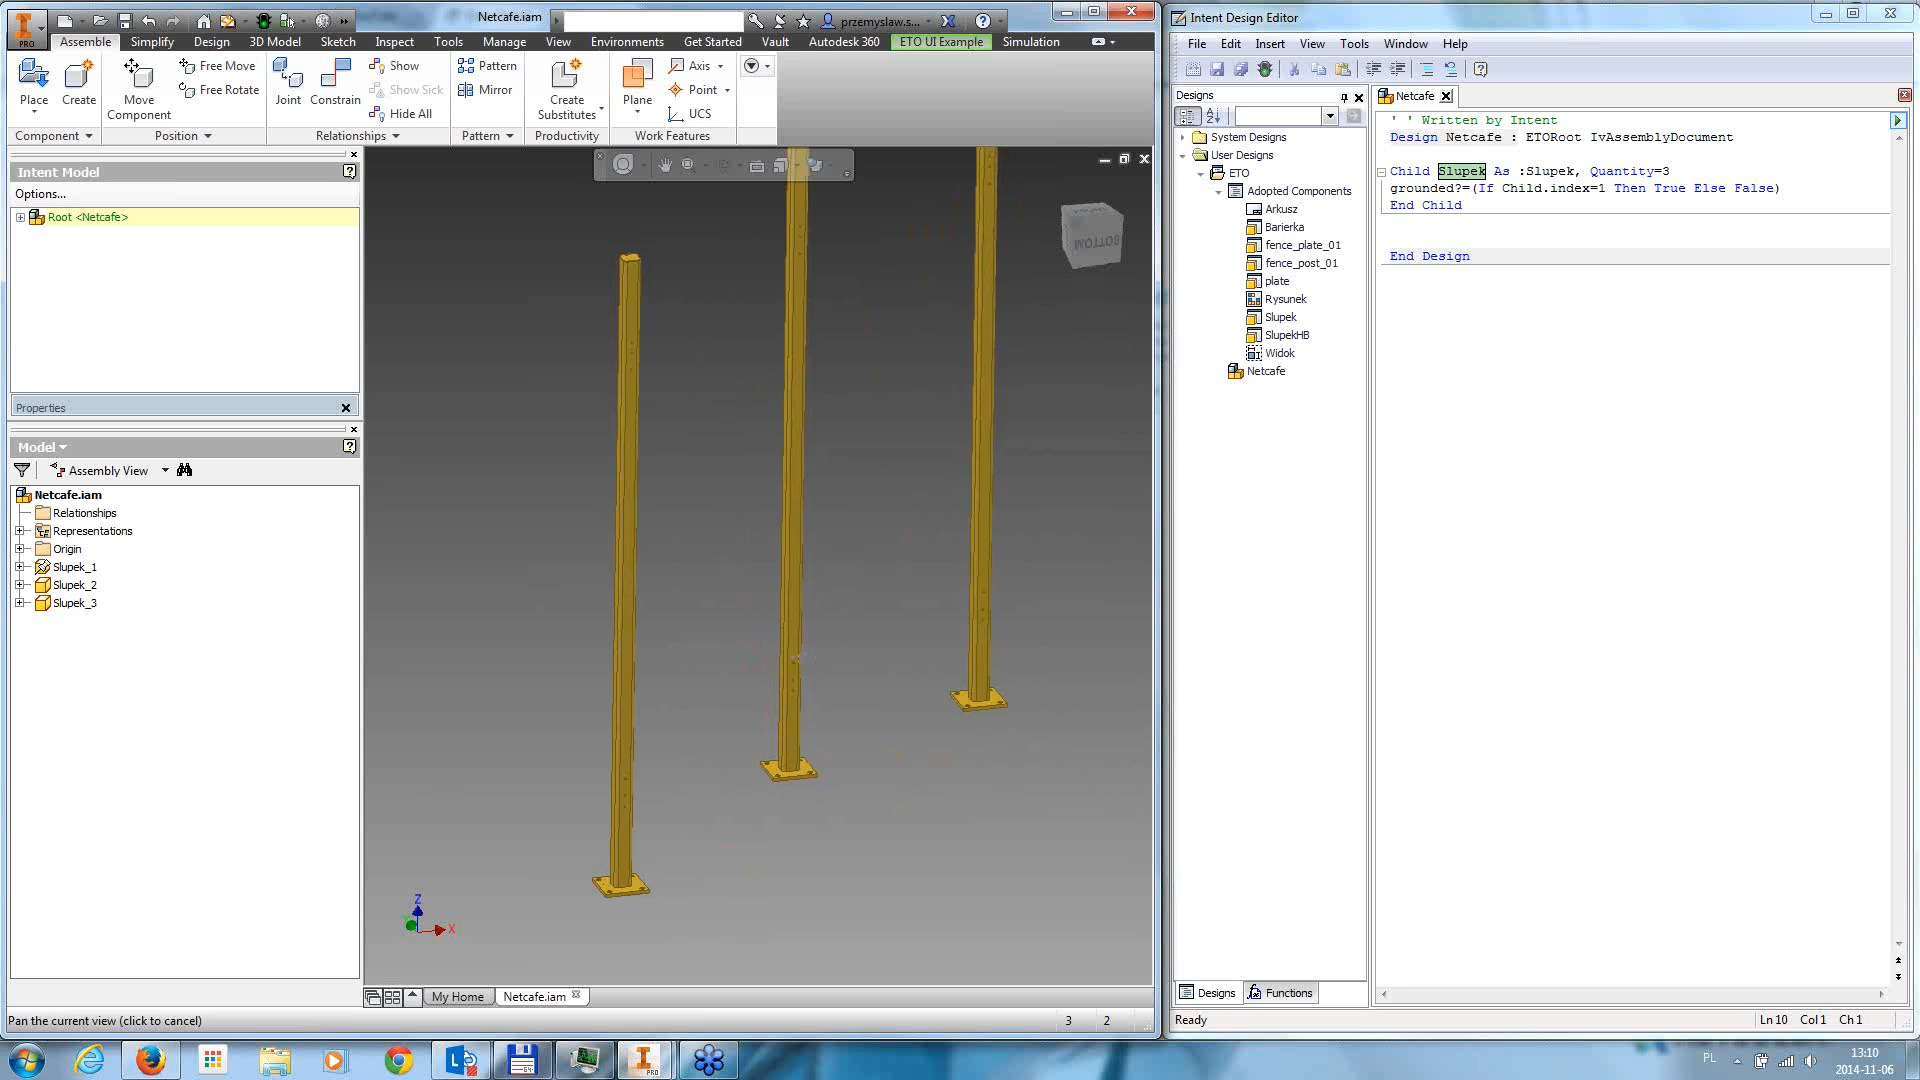 Netcafe.iam
przemyslaw.s...
PRO
Assemble Simplify Design 3D Model Sketch Inspect Tools Manage View Environments Get Started Vault Autodesk 360 ETO UI Example Simulation
Place
Create
Move Component
Free Move
Free Rotate
Joint
Constrain
Show
Show Sick
Hide All
Pattern
Mirror
Create Substitutes
Plane
Axis
Point
UCS
Component Position Relationships Pattern Productivity Work Features
Intent Model
Options...
Root <Netcafe>
Properties
Model
Assembly View
Netcafe.iam
Relationships
Representations
Origin
Slupek_1
Slupek_2
Slupek_3
BOTTOM
Z
X
My Home Netcafe.iam
Pan the current view (click to cancel) 3 2
Intent Design Editor
File Edit Insert View Tools Window Help
Designs
System Designs
User Designs
ETO
Adopted Components
Arkusz
Barierka
fence_plate_01
fence_post_01
plate
Rysunek
Slupek
SlupekHB
Widok
Netcafe
Designs Functions
Netcafe
' ' Written by Intent
Design Netcafe : ETORoot IvAssemblyDocument
Child Slupek As :Slupek, Quantity=3
grounded?=(If Child.index=1 Then True Else False)
End Child
End Design
Ready Ln 10 Col 1 Ch 1
PL
13:10
2014-11-06